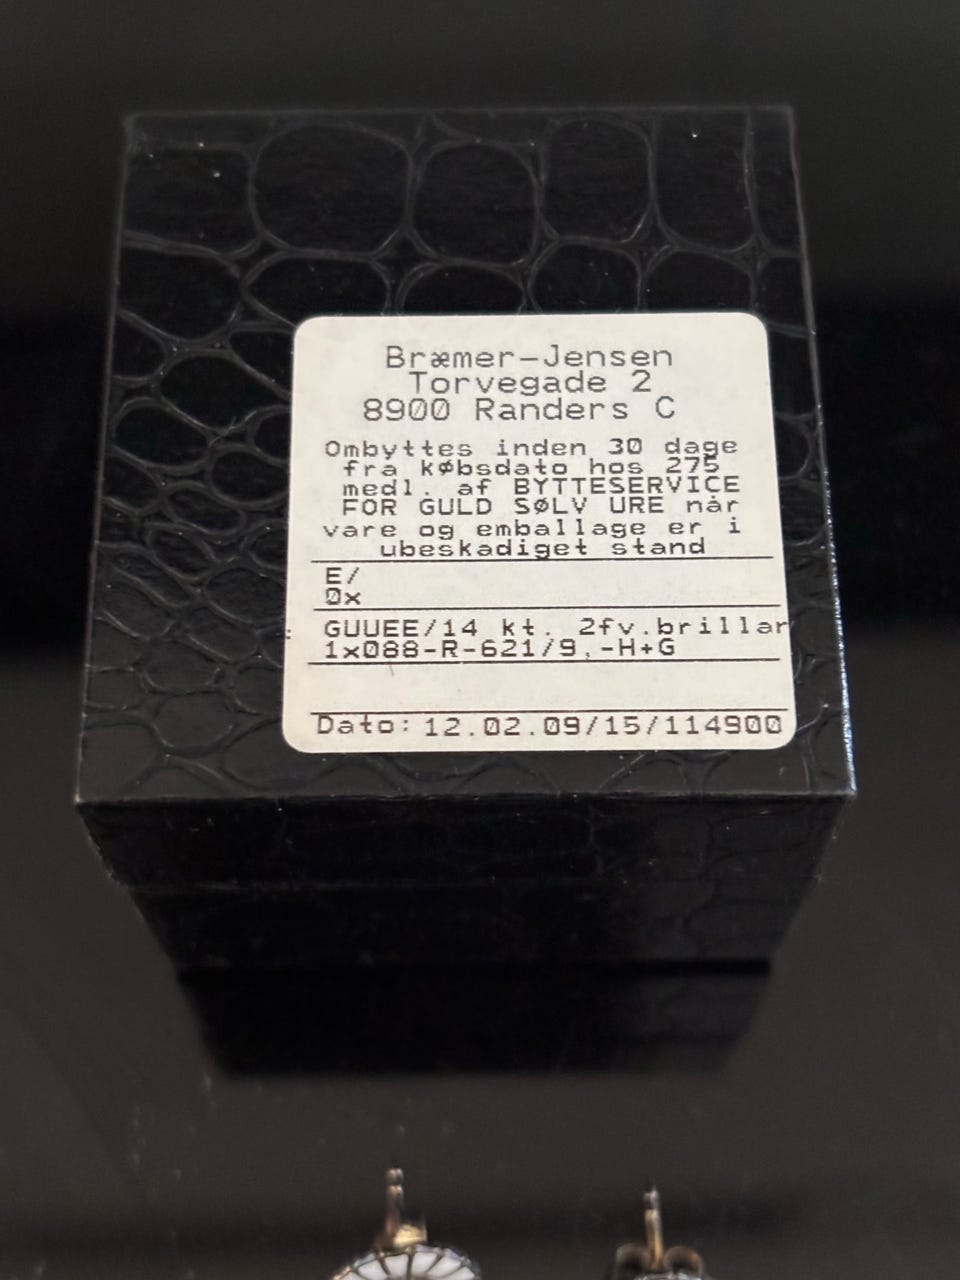 Bræmer-Jensen
Torvegade 2
8900 Randers C
Ombyttes inden 30 dage
fra købsdato hos 275
medl. af BYTTESERVICE
FOR GULD SØLV URE når
vare og emballage er i
ubeskadiget stand
E/
0x
GUUEE/14 kt. 2fv.brillan
1x088-R-621/9,-H+G
Dato: 12.02.09/15/114900